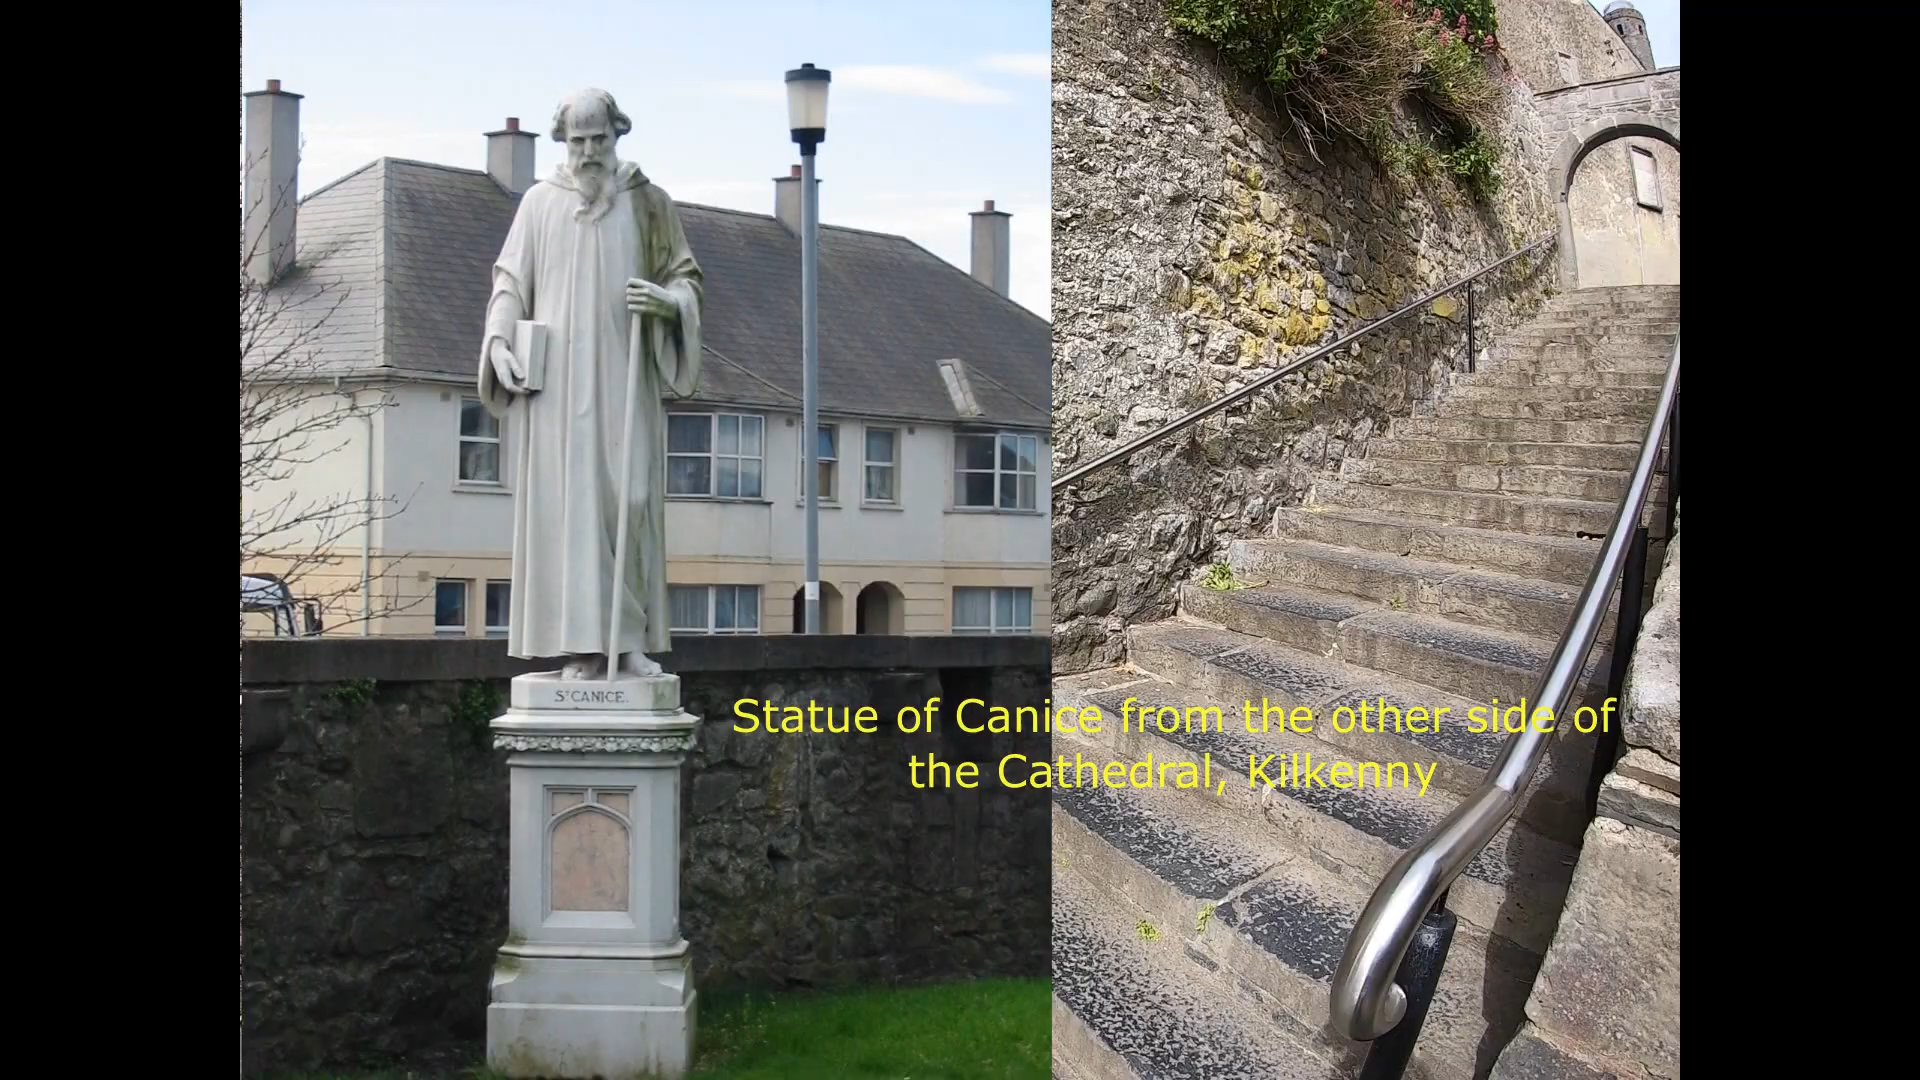 St CANICE.
Statue of Canice from the other side of
the Cathedral, Kilkenny